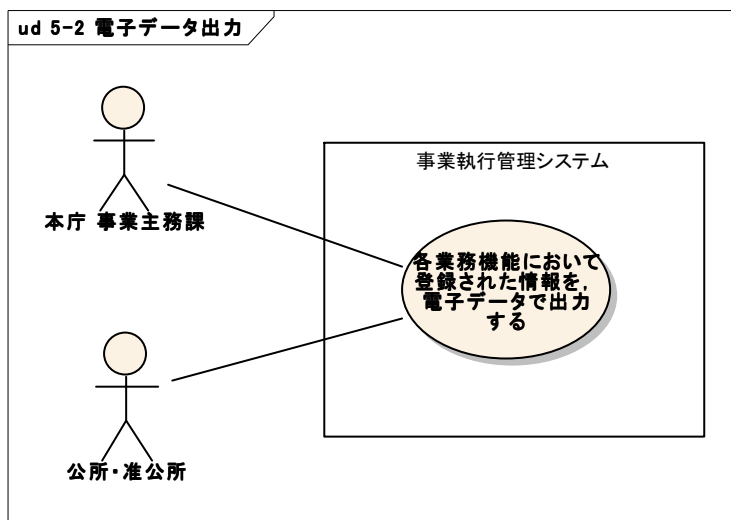 ud 5-2 電子データ出力
本庁 事業主務課
事業執行管理システム
各業務機能において
登録された情報を,
電子データで出力
する
公所・准公所